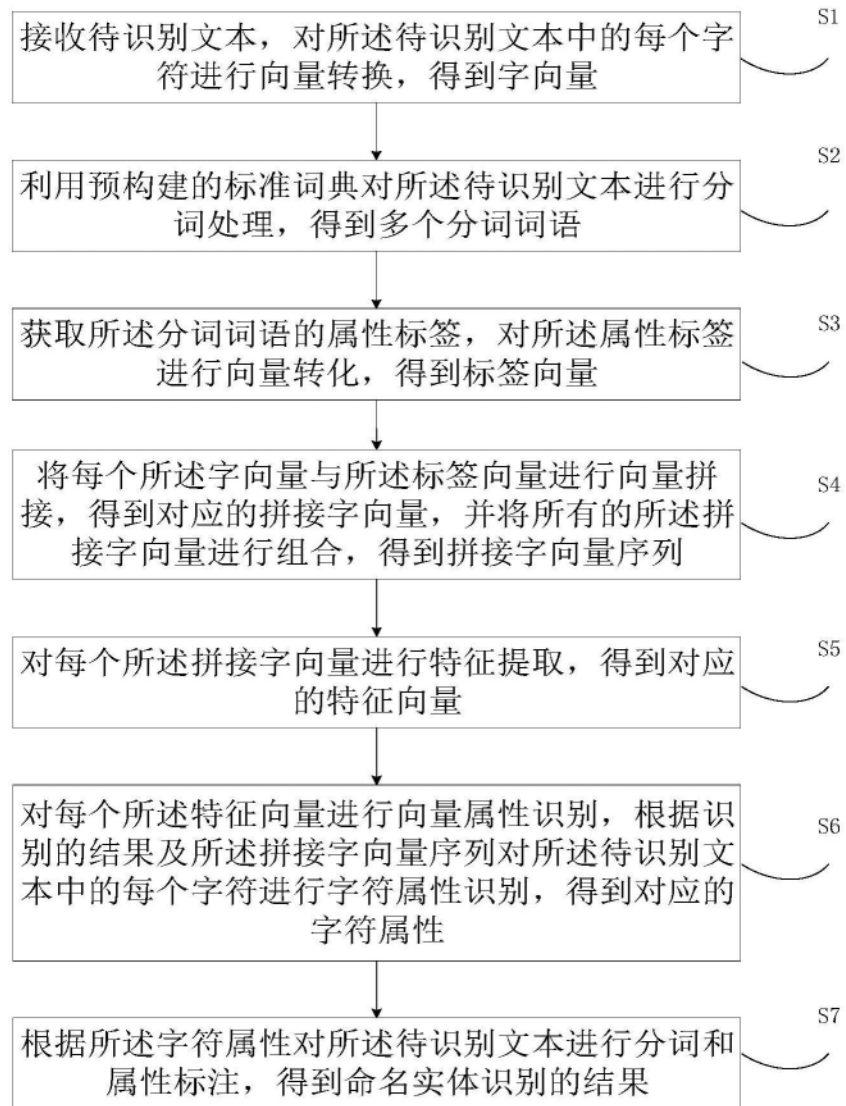 S1
接收待识别文本，对所述待识别文本中的每个字
符进行向量转换，得到字向量
S2
利用预构建的标准词典对所述待识别文本进行分
词处理，得到多个分词词语
S3
获取所述分词词语的属性标签，对所述属性标签
进行向量转化，得到标签向量
S4
将每个所述字向量与所述标签向量进行向量拼
接，得到对应的拼接字向量，并将所有的所述拼
接字向量进行组合，得到拼接字向量序列
S5
对每个所述拼接字向量进行特征提取，得到对应
的特征向量
S6
对每个所述特征向量进行向量属性识别，根据识
别的结果及所述拼接字向量序列对所述待识别文
本中的每个字符进行字符属性识别，得到对应的
字符属性
S7
根据所述字符属性对所述待识别文本进行分词和
属性标注，得到命名实体识别的结果